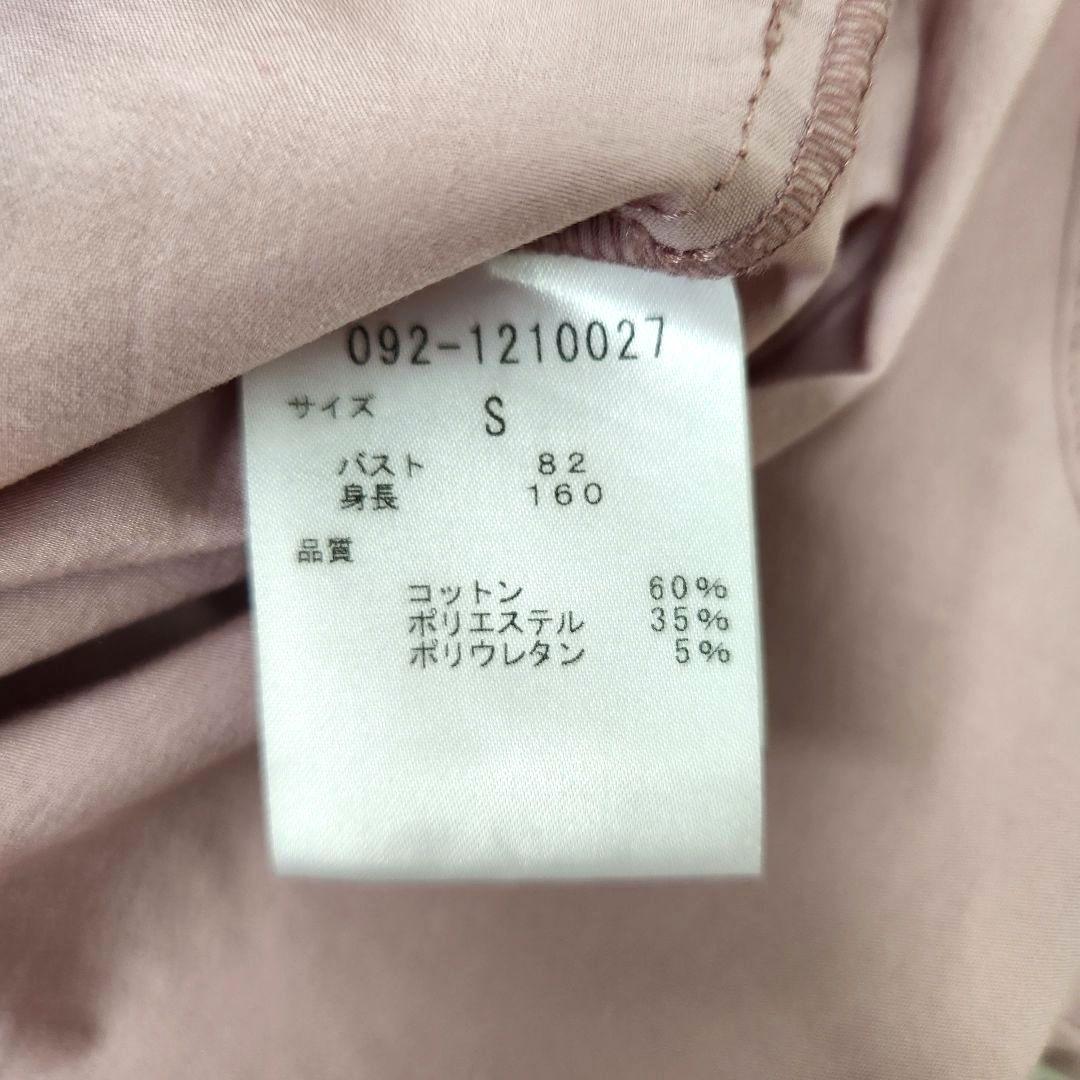 092-1210027
サイズ S
バスト 82
身長 160
品質
コットン 60%
ポリエステル 35%
ポリウレタン 5%